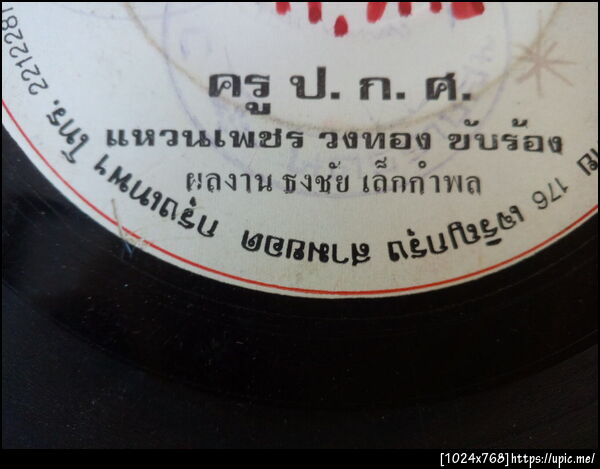 ครู ป. ก. ศ.
แหวนเพชร วงทอง ขับร้อง
ผลงาน ธงชัย เล็กกำพล
176 เจริญกรุง สามยอด กรุงเทพฯ โทร. 2212281
[1024x768]https://upic.me/